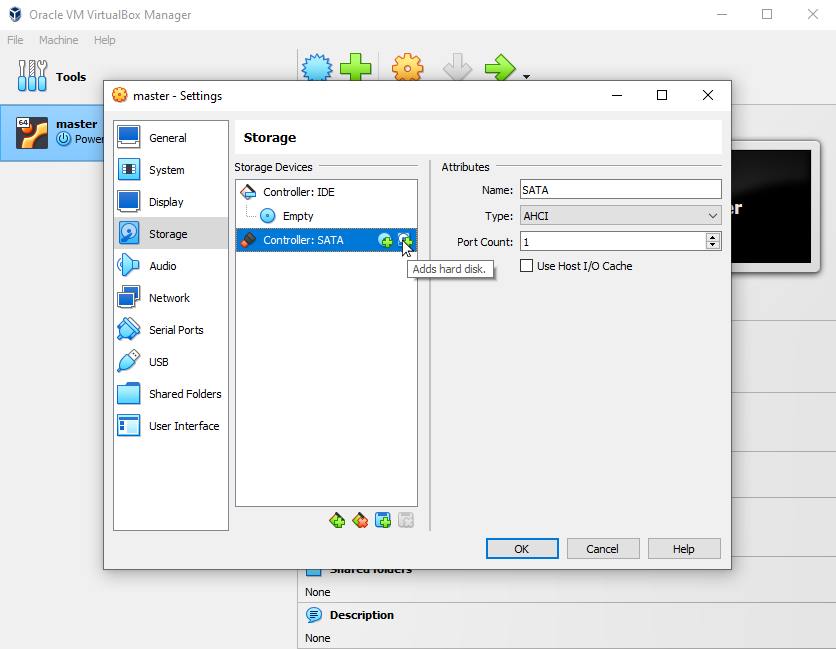 Oracle VM VirtualBox Manager
File Machine Help
Tools
64
master
Power
master - Settings
General
System
Display
Storage
Audio
Network
Serial Ports
USB
Shared Folders
User Interface
Storage
Storage Devices
Controller: IDE
Empty
Controller: SATA
Adds hard disk.
Attributes
Name: SATA
Type: AHCI
Port Count: 1
Use Host I/O Cache
OK Cancel Help
Shared folders
None
Description
None